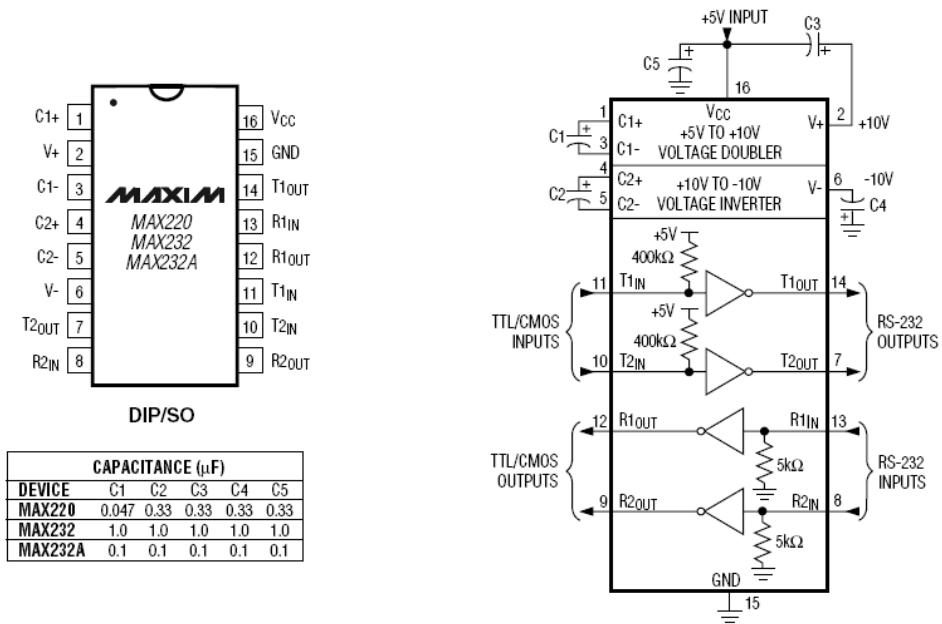 C1+ 1
V+ 2
C1- 3
C2+ 4
C2- 5
V- 6
T2OUT 7
R2IN 8
16 VCC
15 GND
14 T1OUT
13 R1IN
12 R1OUT
11 T1IN
10 T2IN
9 R2OUT
MAXIM
MAX220
MAX232
MAX232A
DIP/SO
CAPACITANCE (µF)
DEVICE C1 C2 C3 C4 C5
MAX220 0.047 0.33 0.33 0.33 0.33
MAX232 1.0 1.0 1.0 1.0 1.0
MAX232A 0.1 0.1 0.1 0.1 0.1
+5V INPUT
C3
+
C5
+
16
VCC
1
C1+
C1
+
3
C1-
+5V TO +10V
VOLTAGE DOUBLER
V+
2
+10V
+
4
C2+
C2
+
5
C2-
+10V TO -10V
VOLTAGE INVERTER
V-
6
-10V
C4
+
+5V
400kΩ
11 T1IN
T1OUT 14
+5V
400kΩ
TTL/CMOS
INPUTS
RS-232
OUTPUTS
10 T2IN
T2OUT 7
12 R1OUT
R1IN 13
5kΩ
TTL/CMOS
OUTPUTS
RS-232
INPUTS
9 R2OUT
R2IN 8
5kΩ
GND
15